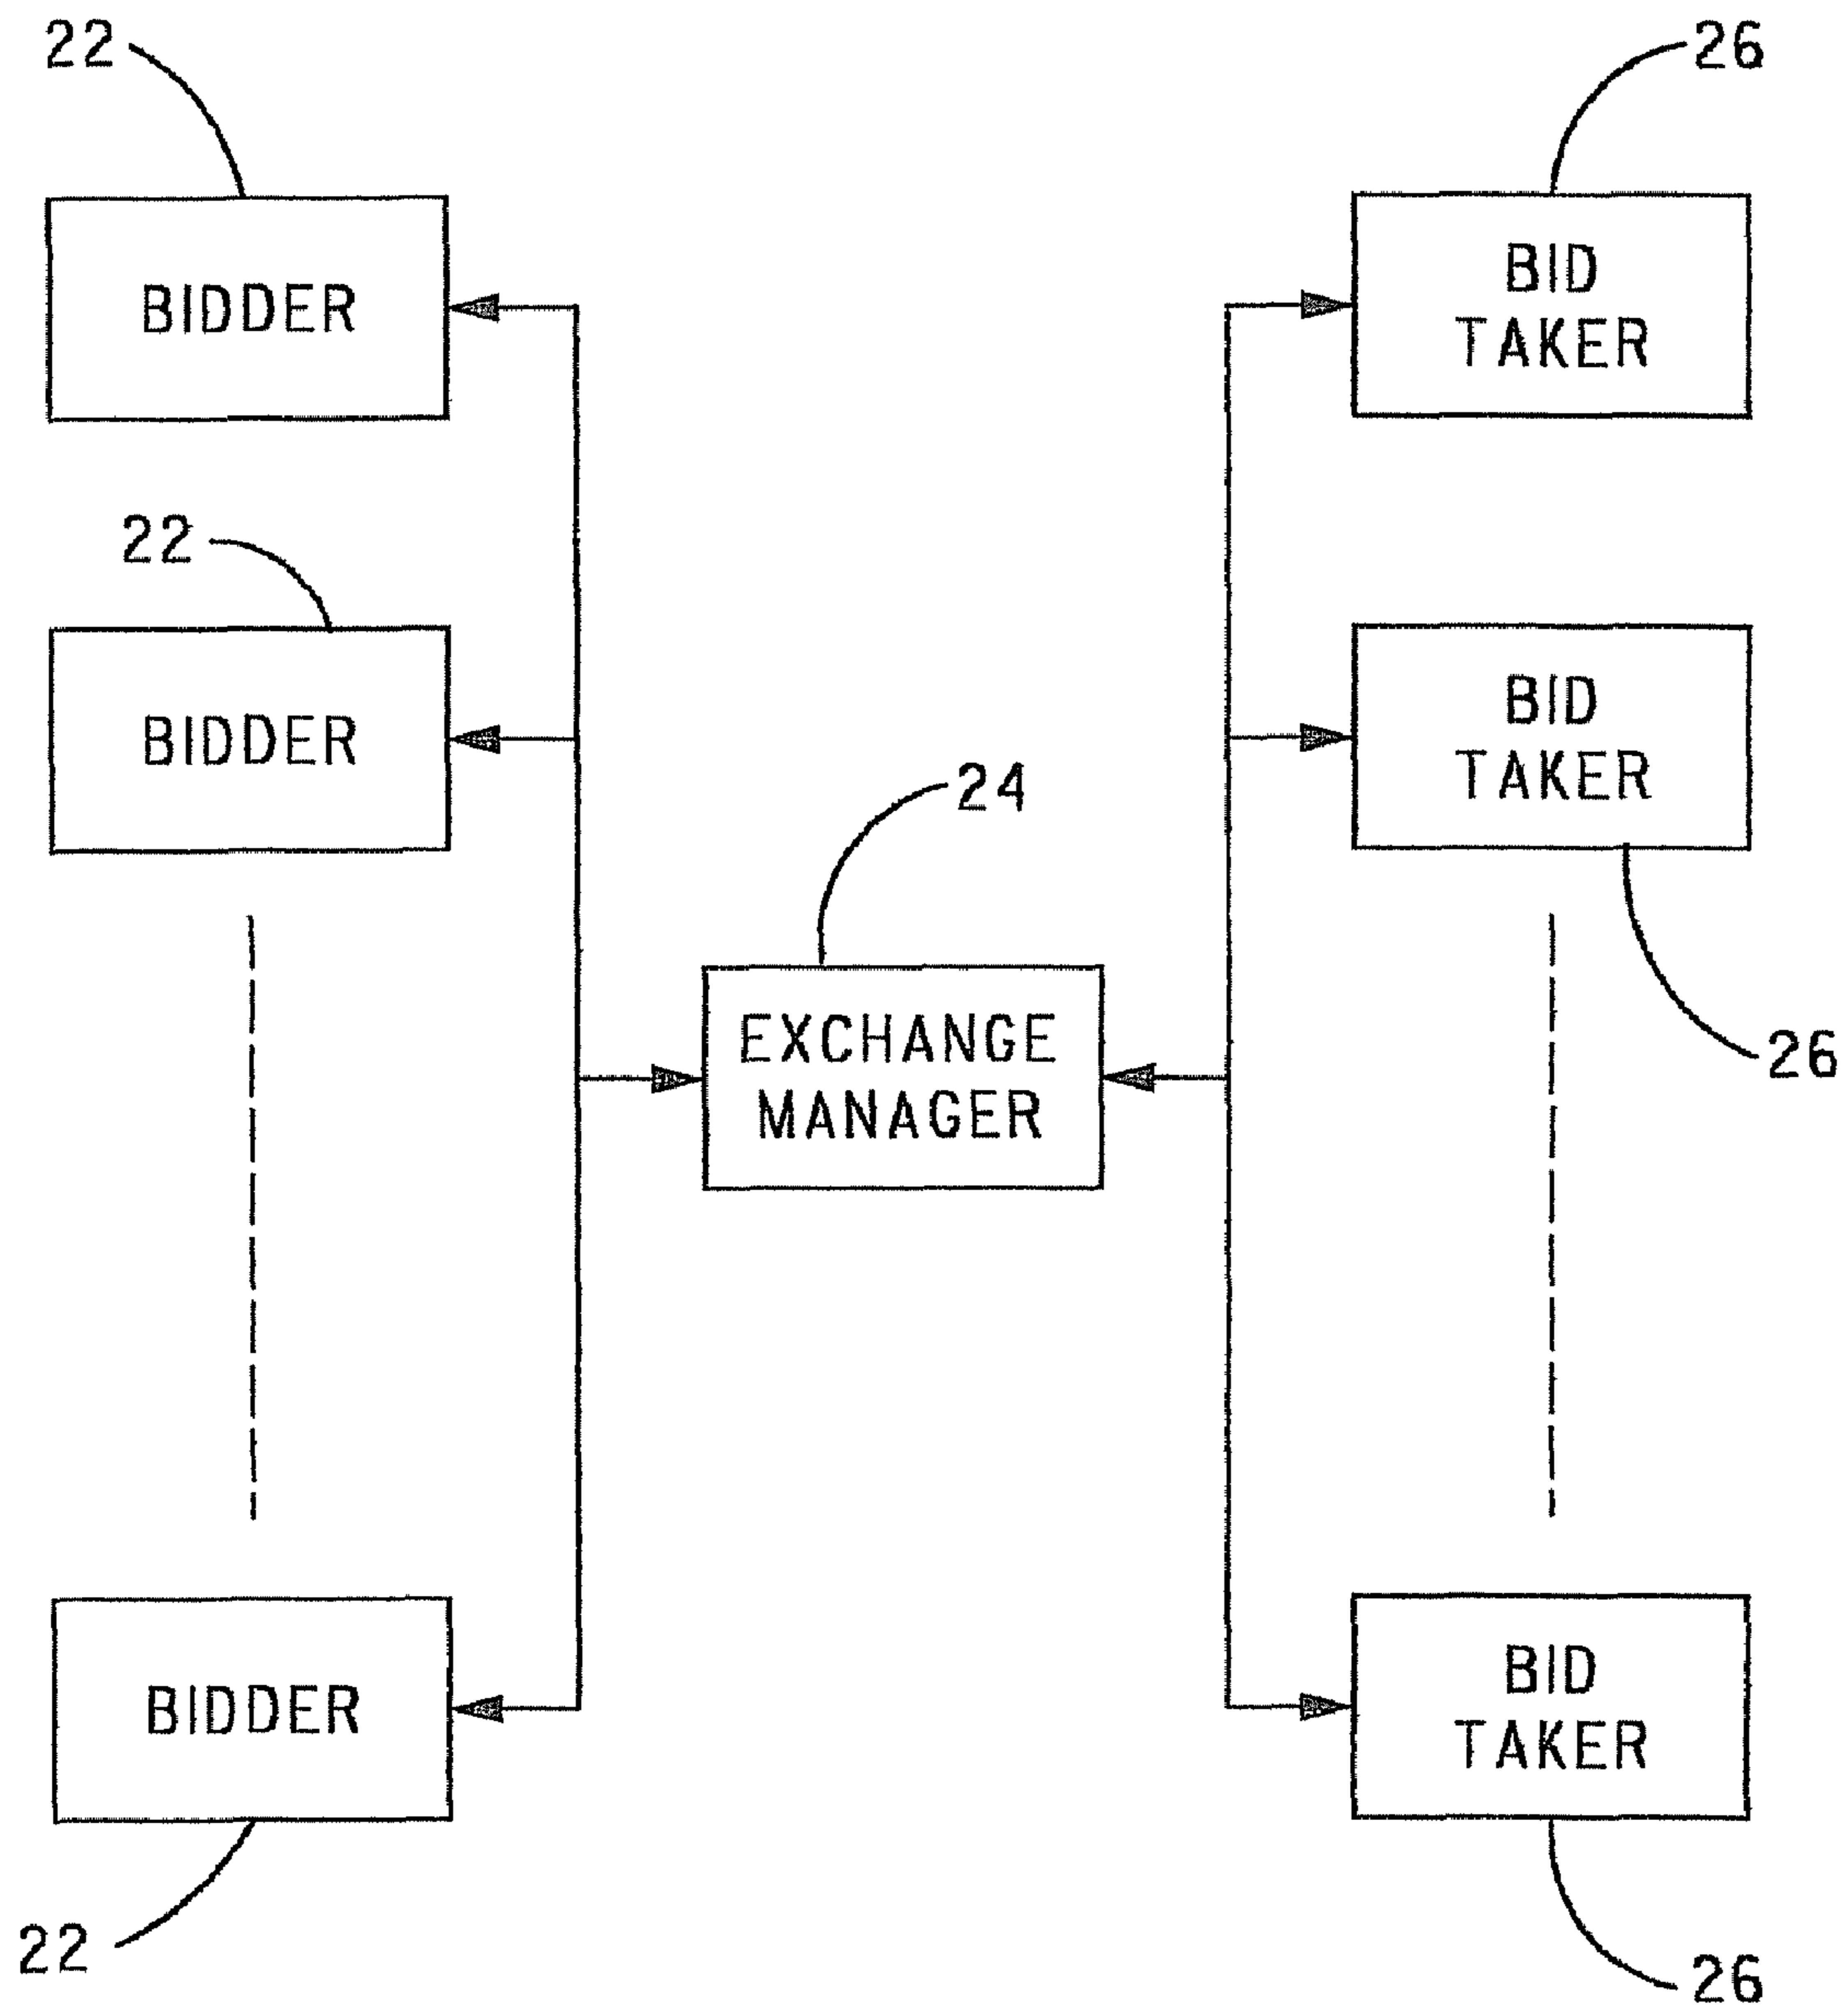 22
26
BIDDER
BID
TAKER
22
BIDDER
BID
TAKER
24
EXCHANGE
MANAGER
26
BIDDER
BID
TAKER
22
26